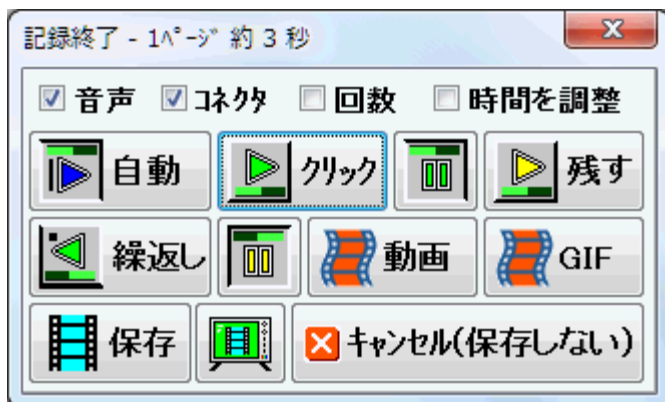 記録終了 - 1ﾍﾟｰｼﾞ 約 3 秒
音声 ｺﾈｸﾀ 回数 時間を調整
自動 ｸﾘｯｸ 残す
繰返し 動画 GIF
保存 ｷｬﾝｾﾙ(保存しない)